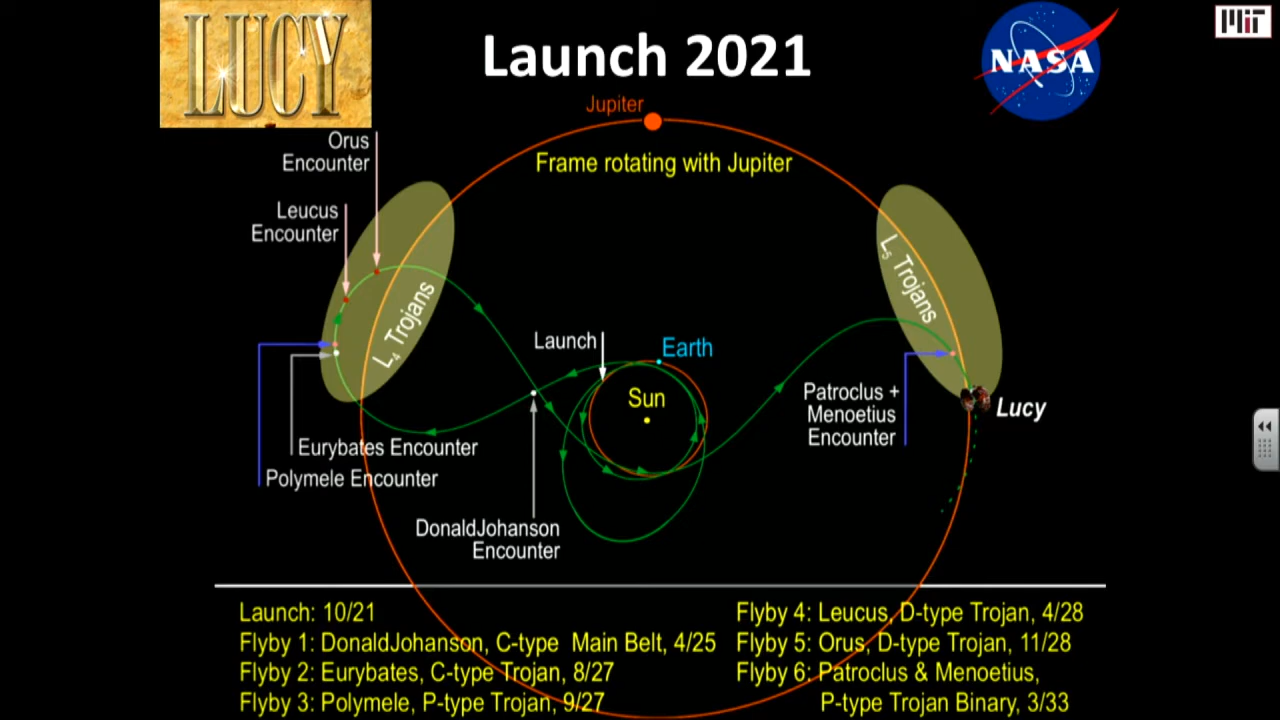 LUCY
Launch 2021
NASA
MIT
Jupiter
Frame rotating with Jupiter
Orus
Encounter
Leucus
Encounter
L4 Trojans
L5 Trojans
Launch
Earth
Sun
Patroclus +
Menoetius
Encounter
Lucy
Eurybates Encounter
Polymele Encounter
DonaldJohanson
Encounter
Launch: 10/21
Flyby 1: DonaldJohanson, C-type Main Belt, 4/25
Flyby 2: Eurybates, C-type Trojan, 8/27
Flyby 3: Polymele, P-type Trojan, 9/27
Flyby 4: Leucus, D-type Trojan, 4/28
Flyby 5: Orus, D-type Trojan, 11/28
Flyby 6: Patroclus & Menoetius,
P-type Trojan Binary, 3/33